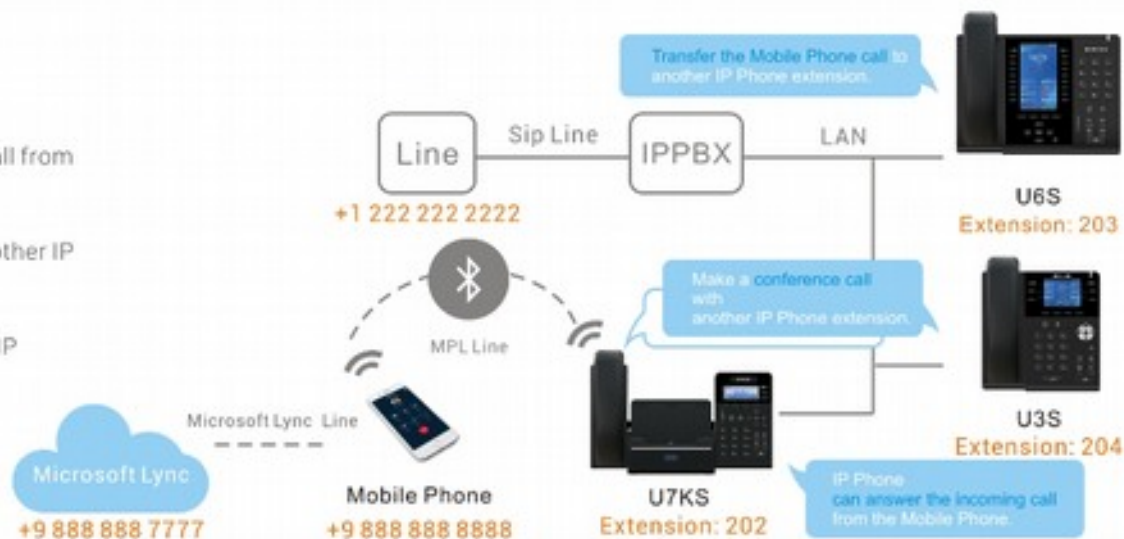 Transfer the Mobile Phone call to
another IP Phone extension.
all from
Line
Sip Line
IPPBX
LAN
+1 222 222 2222
U6S
Extension: 203
other IP
Make a conference call
with
another IP Phone extension.
MPL Line
IP
Microsoft Lync Line
U3S
Extension: 204
Microsoft Lync
+9 888 888 7777
Mobile Phone
+9 888 888 8888
U7KS
Extension: 202
IP Phone
can answer the incoming call
from the Mobile Phone.